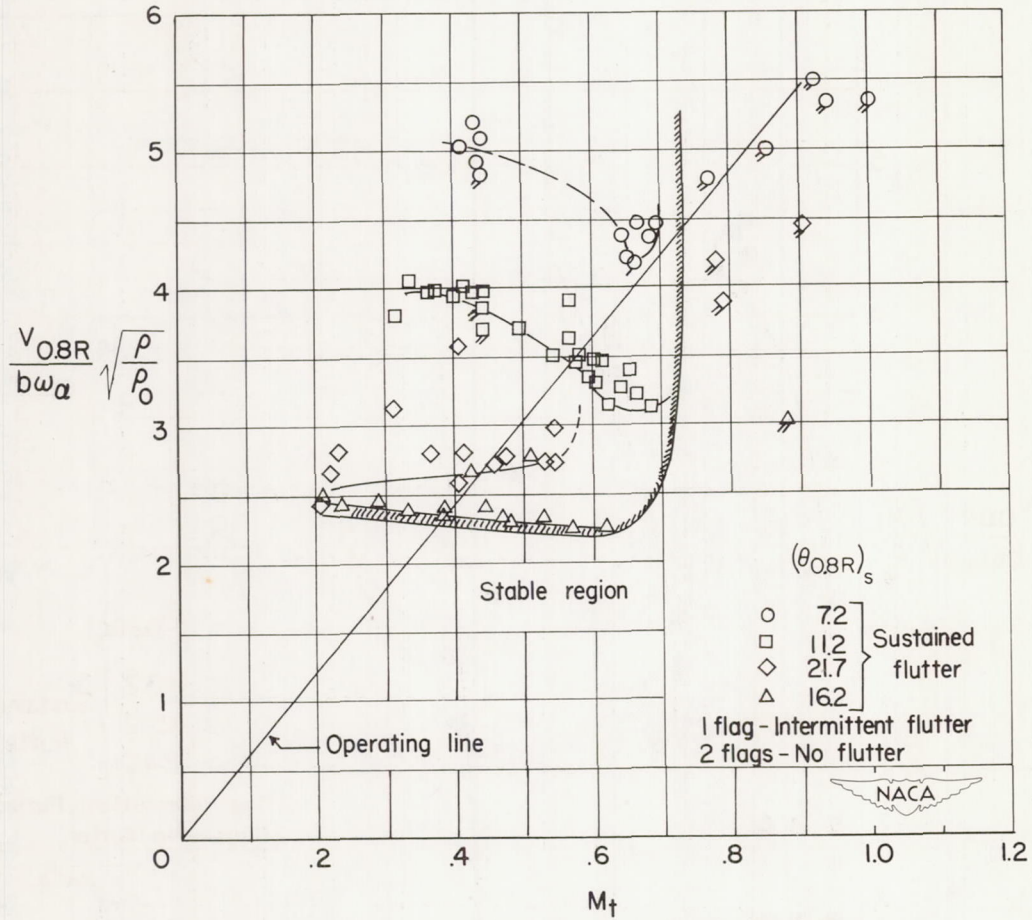 6
5
4
3
2
1
0
V0.8R
bωα
√ρ/ρ0
Stable region
Operating line
(θ0.8R)s
○ 7.2
□ 11.2
◇ 21.7
△ 16.2
Sustained
flutter
1 flag – Intermittent flutter
2 flags – No flutter
NACA
.2 .4 .6 .8 1.0 1.2
Mt